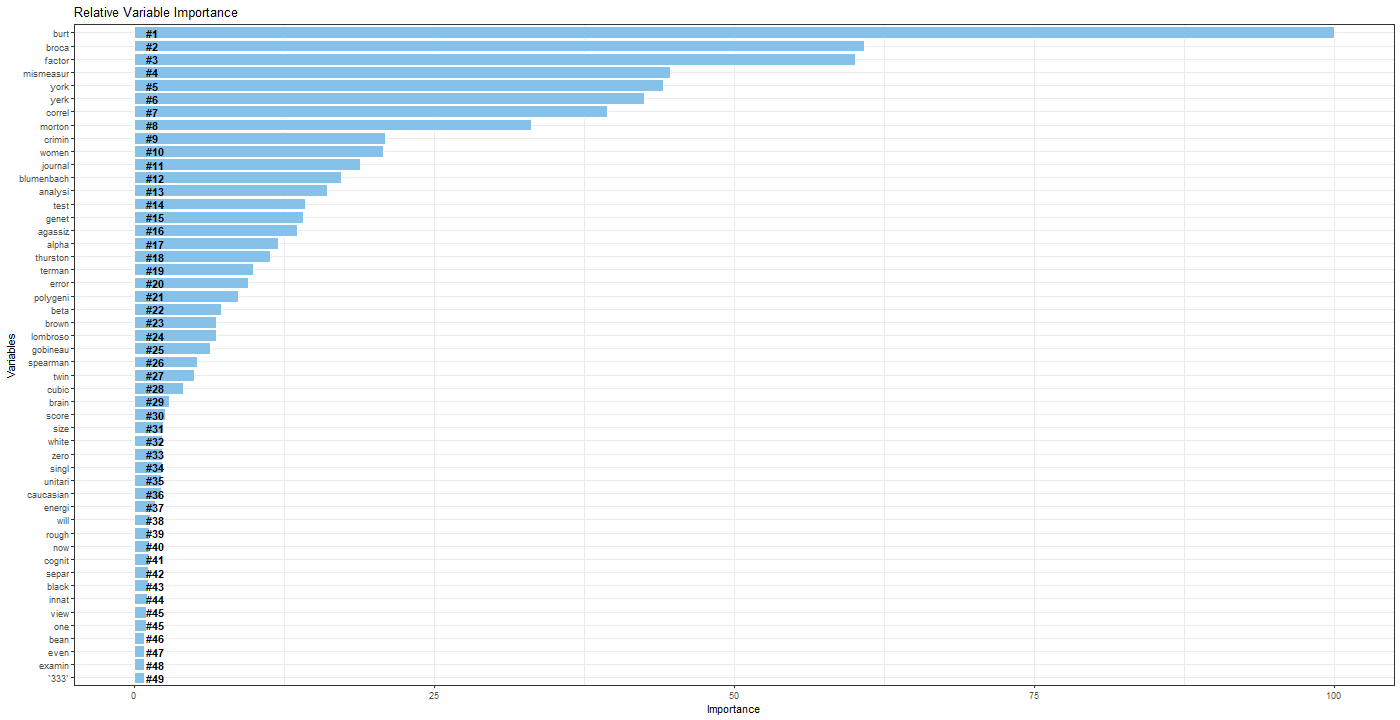 Relative Variable Importance
burt #1
broca #2
factor #3
mismeasur #4
york #5
yerk #6
correl #7
morton #8
crimin #9
women #10
journal #11
blumenbach #12
analysi #13
test #14
genet #15
agassiz #16
alpha #17
thurston #18
terman #19
error #20
polygeni #21
beta #22
brown #23
lombroso #24
gobineau #25
spearman #26
twin #27
cubic #28
brain #29
score #30
size #31
white #32
zero #33
singl #34
unitari #35
caucasian #36
energi #37
will #38
rough #39
now #40
cognit #41
separ #42
black #43
innat #44
view #45
one #45
bean #46
even #47
examin #48
`333` #49
Variables
0 25 50 75 100
Importance